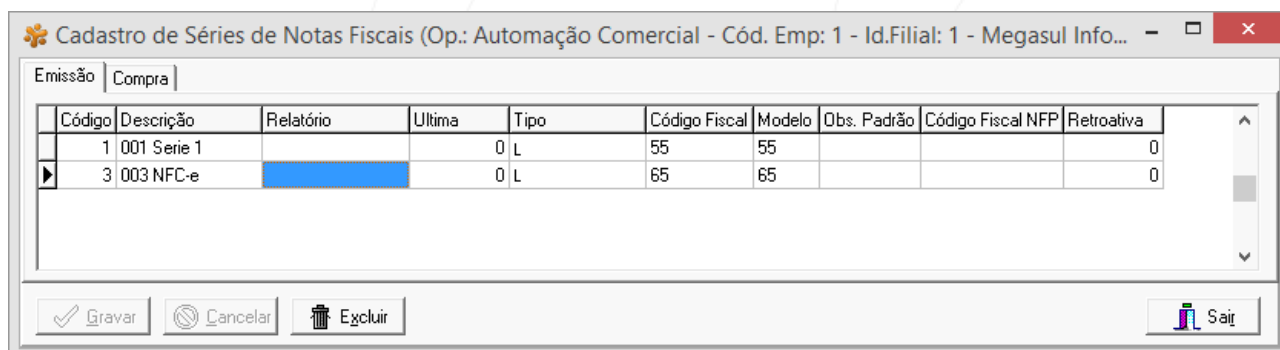 Cadastro de Séries de Notas Fiscais (Op.: Automação Comercial - Cód. Emp: 1 - Id.Filial: 1 - Megasul Info...
Emissão Compra
Código Descrição Relatório Ultima Tipo Código Fiscal Modelo Obs. Padrão Código Fiscal NFP Retroativa
1 001 Serie 1 0 L 55 55 0
3 003 NFC-e 0 L 65 65 0
Gravar Cancelar Excluir Sair